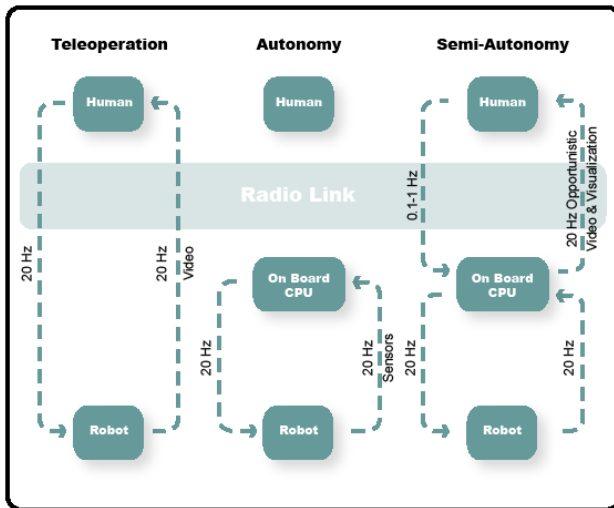 Teleoperation
Autonomy
Semi-Autonomy
Human
Human
Human
Radio Link
20 Hz
20 Hz
Video
0.1-1 Hz
20 Hz Opportunistic
Video & Visualization
On Board
CPU
On Board
CPU
20 Hz
20 Hz
Sensors
20 Hz
20 Hz
Robot
Robot
Robot